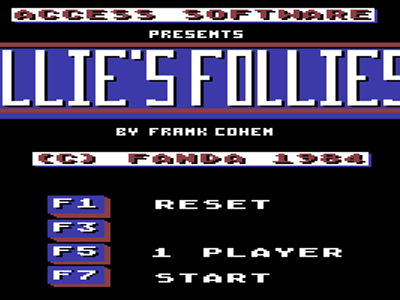 ACCESS SOFTWARE
PRESENTS
LLIE'S FOLLIES
BY FRANK COHEN
(C) FANDA 1984
F1 RESET
F3
F5 1 PLAYER
F7 START